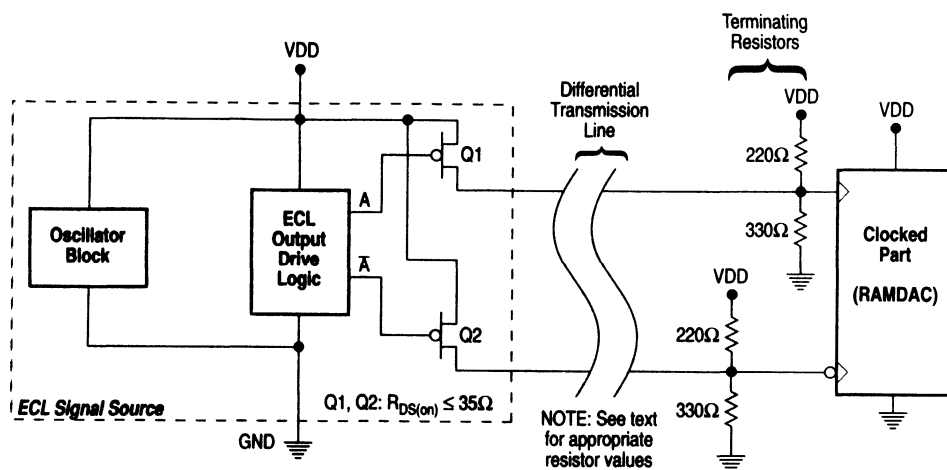 Terminating
Resistors
VDD
Differential
Transmission
Line
VDD
VDD
220Ω
Q1
A
ECL
Output
Drive
Logic
Oscillator
Block
330Ω
Clocked
Part
(RAMDAC)
A̅
VDD
Q2
220Ω
ECL Signal Source
Q1, Q2: RDS(on) ≤ 35Ω
330Ω
GND
NOTE: See text
for appropriate
resistor values